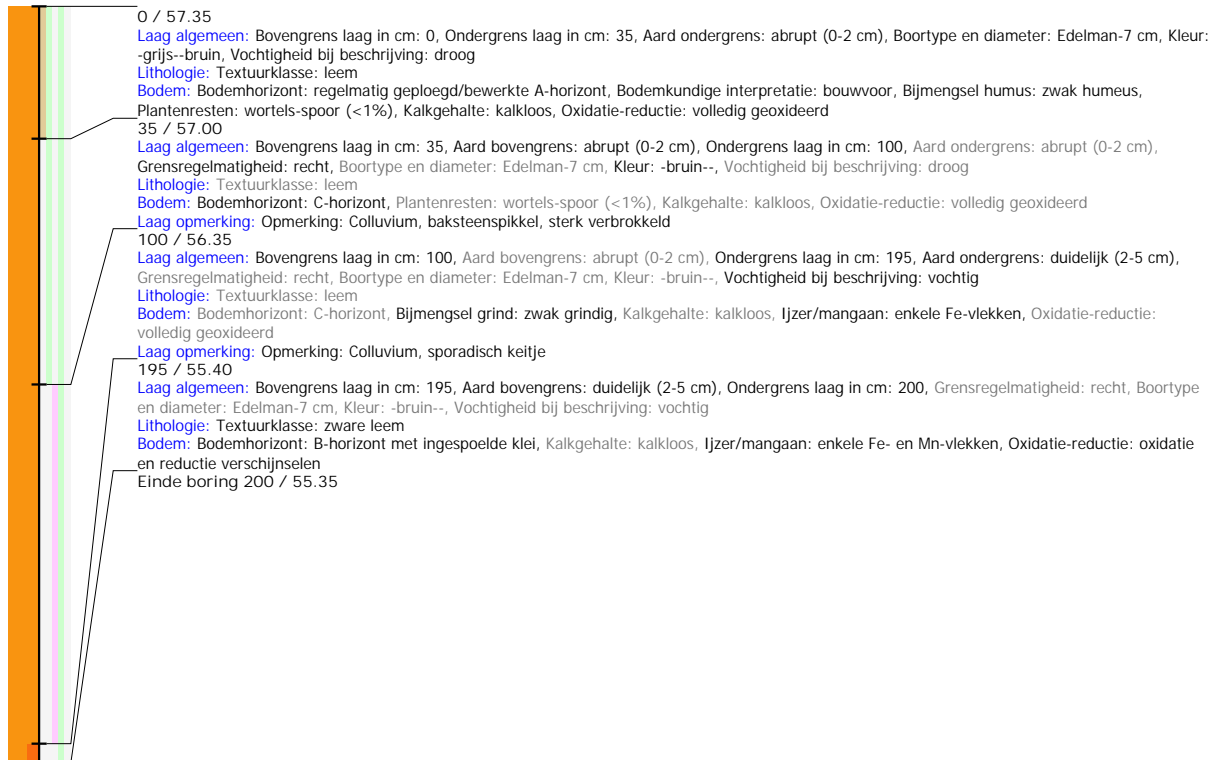 0 / 57.35
Laag algemeen: Bovengrens laag in cm: 0, Ondergrens laag in cm: 35, Aard ondergrens: abrupt (0-2 cm), Boortype en diameter: Edelman-7 cm, Kleur:
-grijs--bruin, Vochtigheid bij beschrijving: droog
Lithologie: Textuurklasse: leem
Bodem: Bodemhorizont: regelmatig geploegd/bewerkte A-horizont, Bodemkundige interpretatie: bouwvoor, Bijmengsel humus: zwak humeus,
Plantenresten: wortels-spoor (<1%), Kalkgehalte: kalkloos, Oxidatie-reductie: volledig geoxideerd
35 / 57.00
Laag algemeen: Bovengrens laag in cm: 35, Aard bovengrens: abrupt (0-2 cm), Ondergrens laag in cm: 100, Aard ondergrens: abrupt (0-2 cm),
Grensregelmatigheid: recht, Boortype en diameter: Edelman-7 cm, Kleur: -bruin--, Vochtigheid bij beschrijving: droog
Lithologie: Textuurklasse: leem
Bodem: Bodemhorizont: C-horizont, Plantenresten: wortels-spoor (<1%), Kalkgehalte: kalkloos, Oxidatie-reductie: volledig geoxideerd
Laag opmerking: Opmerking: Colluvium, baksteenspikkel, sterk verbrokkeld
100 / 56.35
Laag algemeen: Bovengrens laag in cm: 100, Aard bovengrens: abrupt (0-2 cm), Ondergrens laag in cm: 195, Aard ondergrens: duidelijk (2-5 cm),
Grensregelmatigheid: recht, Boortype en diameter: Edelman-7 cm, Kleur: -bruin--, Vochtigheid bij beschrijving: vochtig
Lithologie: Textuurklasse: leem
Bodem: Bodemhorizont: C-horizont, Bijmengsel grind: zwak grindig, Kalkgehalte: kalkloos, Ijzer/mangaan: enkele Fe-vlekken, Oxidatie-reductie:
volledig geoxideerd
Laag opmerking: Opmerking: Colluvium, sporadisch keitje
195 / 55.40
Laag algemeen: Bovengrens laag in cm: 195, Aard bovengrens: duidelijk (2-5 cm), Ondergrens laag in cm: 200, Grensregelmatigheid: recht, Boortype
en diameter: Edelman-7 cm, Kleur: -bruin--, Vochtigheid bij beschrijving: vochtig
Lithologie: Textuurklasse: zware leem
Bodem: Bodemhorizont: B-horizont met ingespoelde klei, Kalkgehalte: kalkloos, Ijzer/mangaan: enkele Fe- en Mn-vlekken, Oxidatie-reductie: oxidatie
en reductie verschijnselen
Einde boring 200 / 55.35